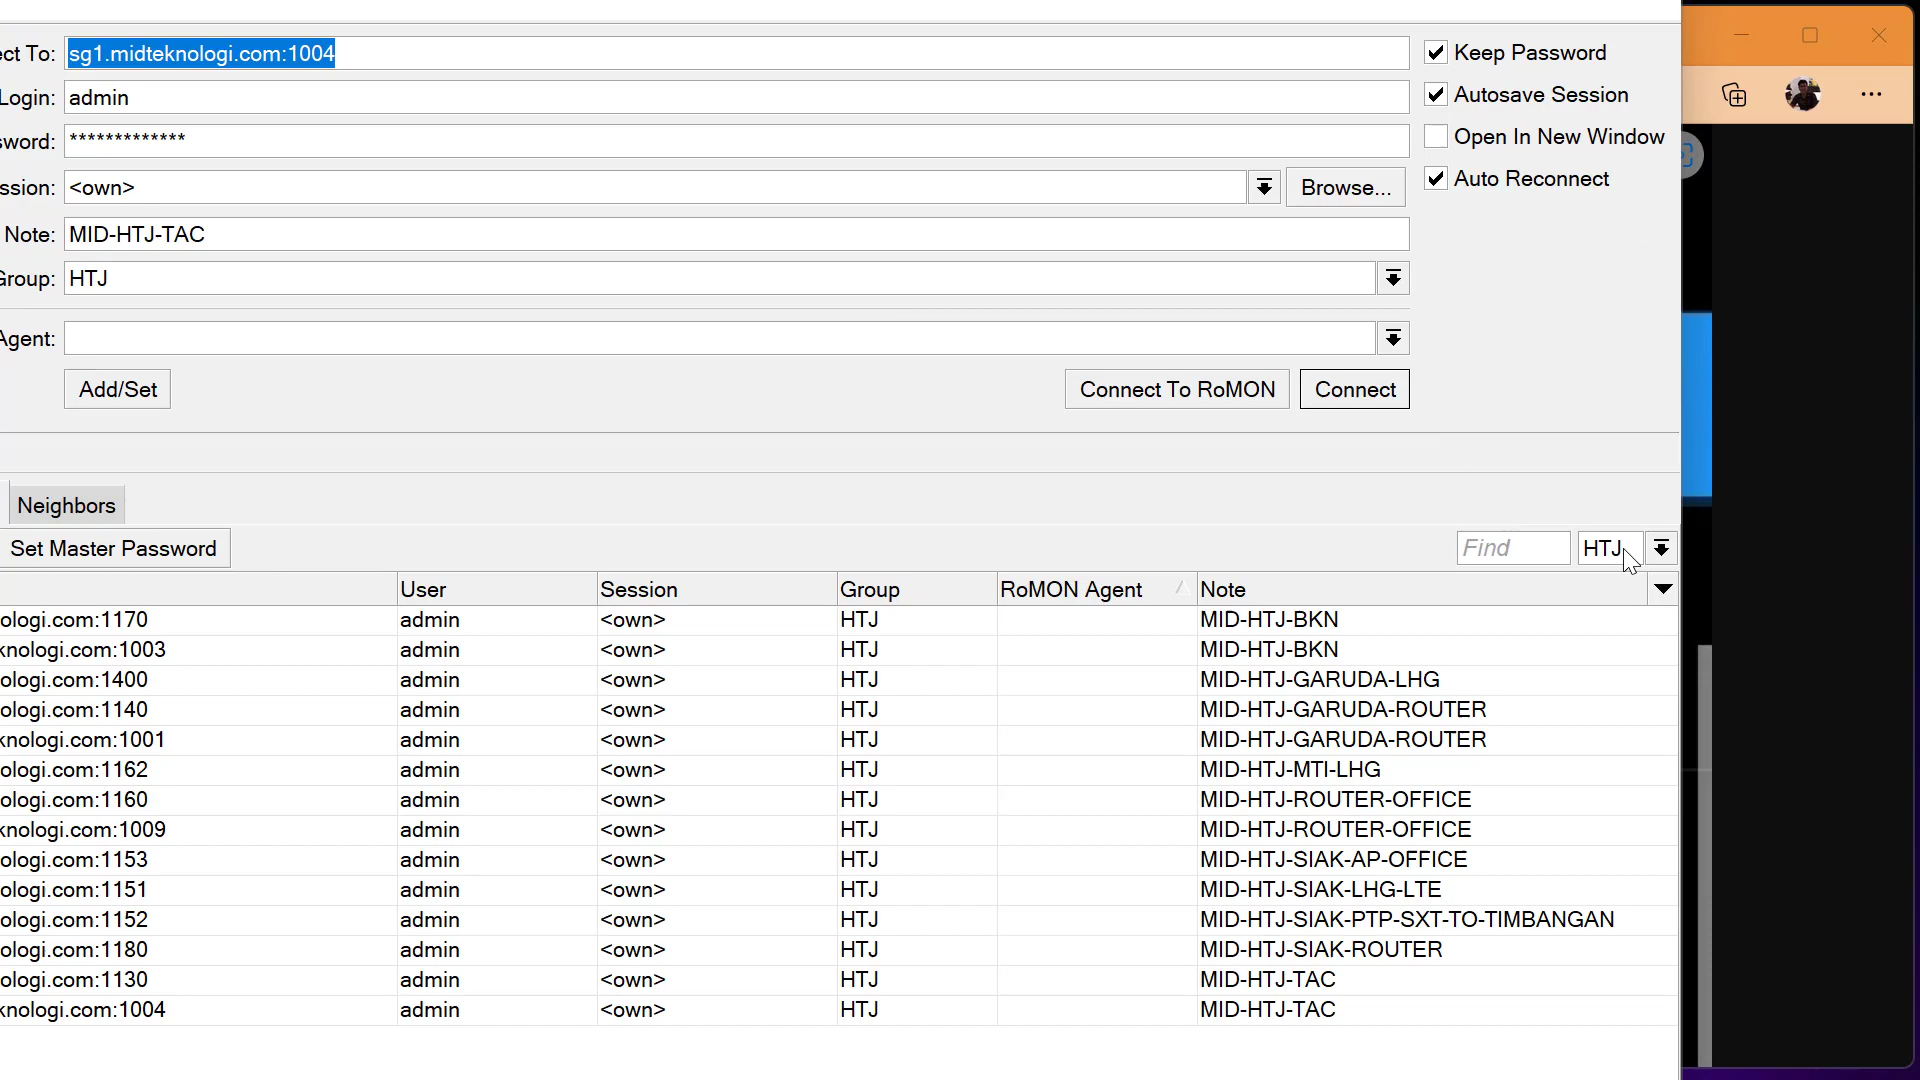 ect To: sg1.midteknologi.com:1004
Keep Password
Login: admin
Autosave Session
sword: *************
Open In New Window
ssion: <own> Browse...
Auto Reconnect
Note: MID-HTJ-TAC
Group: HTJ
Agent:
Add/Set Connect To RoMON Connect
Neighbors
Set Master Password Find HTJ
User Session Group RoMON Agent Note
ologi.com:1170 admin <own> HTJ MID-HTJ-BKN
knologi.com:1003 admin <own> HTJ MID-HTJ-BKN
ologi.com:1400 admin <own> HTJ MID-HTJ-GARUDA-LHG
ologi.com:1140 admin <own> HTJ MID-HTJ-GARUDA-ROUTER
knologi.com:1001 admin <own> HTJ MID-HTJ-GARUDA-ROUTER
ologi.com:1162 admin <own> HTJ MID-HTJ-MTI-LHG
ologi.com:1160 admin <own> HTJ MID-HTJ-ROUTER-OFFICE
knologi.com:1009 admin <own> HTJ MID-HTJ-ROUTER-OFFICE
ologi.com:1153 admin <own> HTJ MID-HTJ-SIAK-AP-OFFICE
ologi.com:1151 admin <own> HTJ MID-HTJ-SIAK-LHG-LTE
ologi.com:1152 admin <own> HTJ MID-HTJ-SIAK-PTP-SXT-TO-TIMBANGAN
ologi.com:1180 admin <own> HTJ MID-HTJ-SIAK-ROUTER
ologi.com:1130 admin <own> HTJ MID-HTJ-TAC
knologi.com:1004 admin <own> HTJ MID-HTJ-TAC